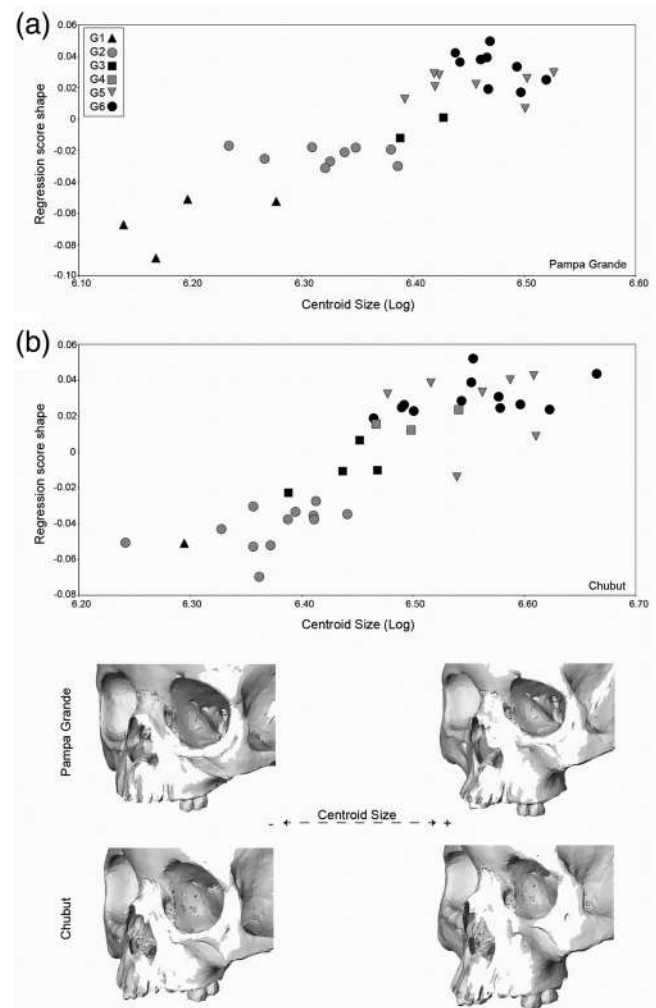 (a)
G1
G2
G3
G4
G5
G6
0.06
0.04
0.02
0
-0.02
-0.04
-0.06
-0.08
-0.10
Regression score shape
6.10
6.20
6.30
6.40
6.50
6.60
Pampa Grande
Centroid Size (Log)
(b)
0.06
0.04
0.02
0
-0.02
-0.04
-0.06
-0.08
Regression score shape
6.20
6.30
6.40
6.50
6.60
6.70
Chubut
Centroid Size (Log)
Pampa Grande
Centroid Size
- +
Chubut